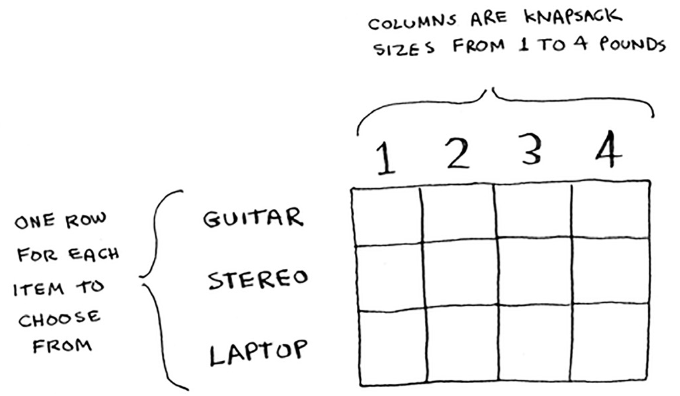 COLUMNS ARE KNAPSACK
SIZES FROM 1 TO 4 POUNDS
1 2 3 4
ONE ROW
FOR EACH
ITEM TO
CHOOSE
FROM
GUITAR
STEREO
LAPTOP